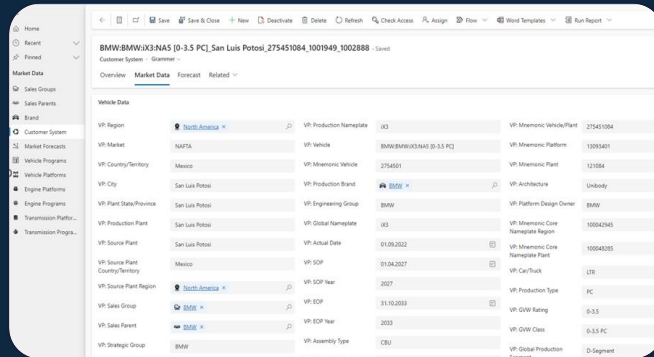 Save
Save & Close
New
Deactivate
Delete
Refresh
Check Access
Assign
Flow
Word Templates
Run Report
Home
Recent
Pinned
Market Data
Sales Groups
Sales Parents
Brand
Customer System
Market Forecasts
Vehicle Programs
Vehicle Platforms
Engine Platforms
Engine Programs
Transmission Platfor...
Transmission Progra...
BMW:BMW:iX3:NA5 [0-3.5 PC]_San Luis Potosi_275451084_1001949_1002888 - Saved
Customer System · Grammer
Overview Market Data Forecast Related
Vehicle Data
VP: Region North America
VP: Market NAFTA
VP: Country/Territory Mexico
VP: City San Luis Potosi
VP: Plant State/Province San Luis Potosi
VP: Production Plant San Luis Potosi
VP: Source Plant San Luis Potosi
VP: Source Plant Country/Territory Mexico
VP: Source Plant Region North America
VP: Sales Group BMW
VP: Sales Parent BMW
VP: Strategic Group BMW
VP: Production Nameplate iX3
VP: Vehicle BMW:BMW:iX3:NA5 [0-3.5 PC]
VP: Mnemonic Vehicle 2754501
VP: Production Brand BMW
VP: Engineering Group BMW
VP: Global Nameplate iX3
VP: Actual Date 01.09.2022
VP: SOP 01.04.2027
VP: SOP Year 2027
VP: EOP 31.10.2033
VP: EOP Year 2033
VP: Assembly Type CBU
VP: Mnemonic Vehicle/Plant 275451084
VP: Mnemonic Platform 13093401
VP: Mnemonic Plant 121084
VP: Architecture Unibody
VP: Platform Design Owner BMW
VP: Mnemonic Core Nameplate Region 100042945
VP: Mnemonic Core Nameplate Plant 100048285
VP: Car/Truck LTR
VP: Production Type PC
VP: GVW Rating 0-3.5
VP: GVW Class 0-3.5 PC
VP: Global Production D-Segment